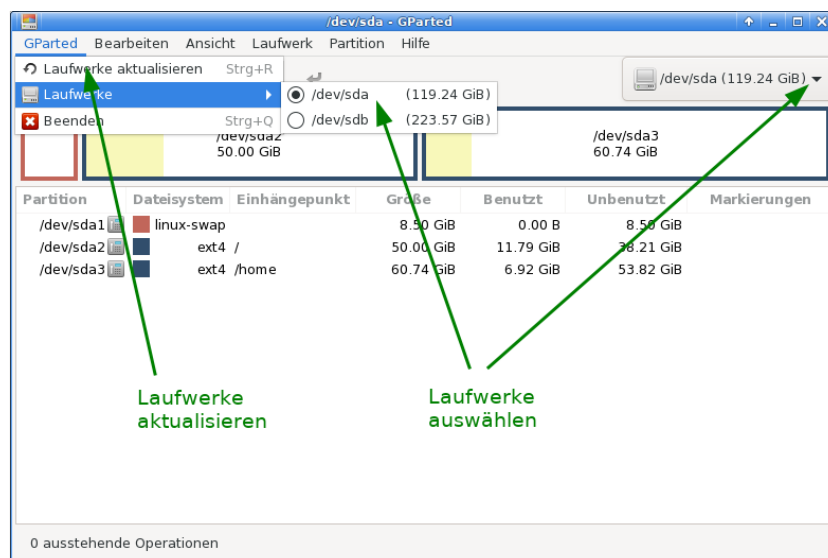 /dev/sda - GParted
GParted Bearbeiten Ansicht Laufwerk Partition Hilfe
Laufwerke aktualisieren Strg+R
Laufwerke
Beenden Strg+Q
/dev/sda (119.24 GiB)
/dev/sdb (223.57 GiB)
/dev/sda (119.24 GiB)
/dev/sda2
50.00 GiB
/dev/sda3
60.74 GiB
Partition Dateisystem Einhängepunkt Größe Benutzt Unbenutzt Markierungen
/dev/sda1 linux-swap 8.50 GiB 0.00 B 8.50 GiB
/dev/sda2 ext4 / 50.00 GiB 11.79 GiB 38.21 GiB
/dev/sda3 ext4 /home 60.74 GiB 6.92 GiB 53.82 GiB
Laufwerke
aktualisieren
Laufwerke
auswählen
0 ausstehende Operationen